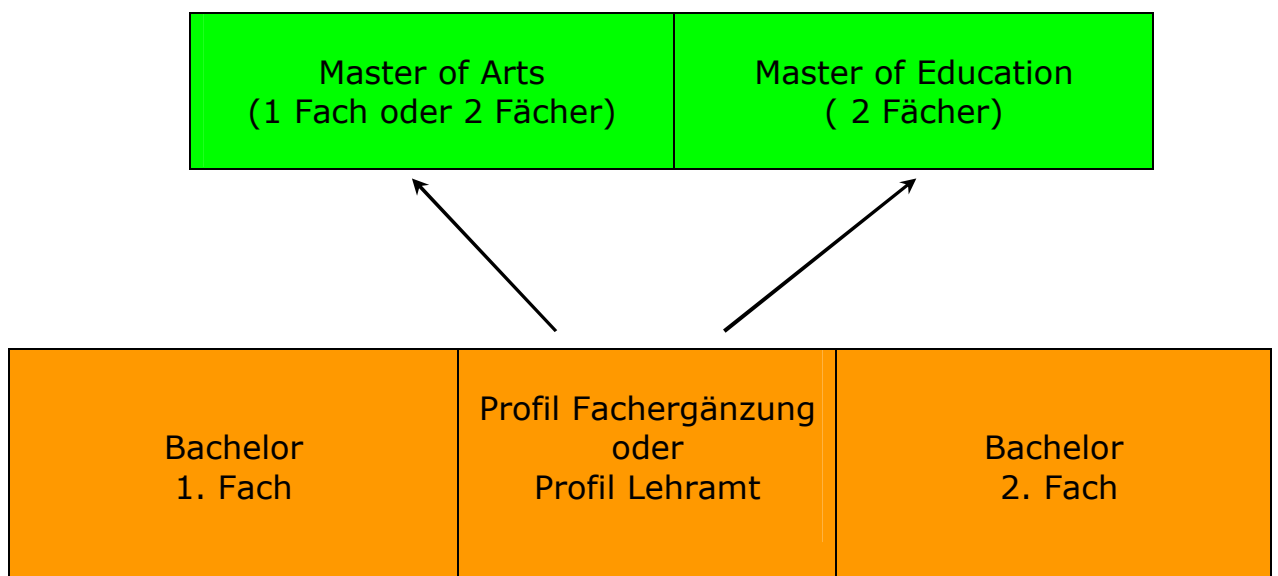 Master of Arts
(1 Fach oder 2 Fächer)
Master of Education
( 2 Fächer)
Bachelor
1. Fach
Profil Fachergänzung
oder
Profil Lehramt
Bachelor
2. Fach